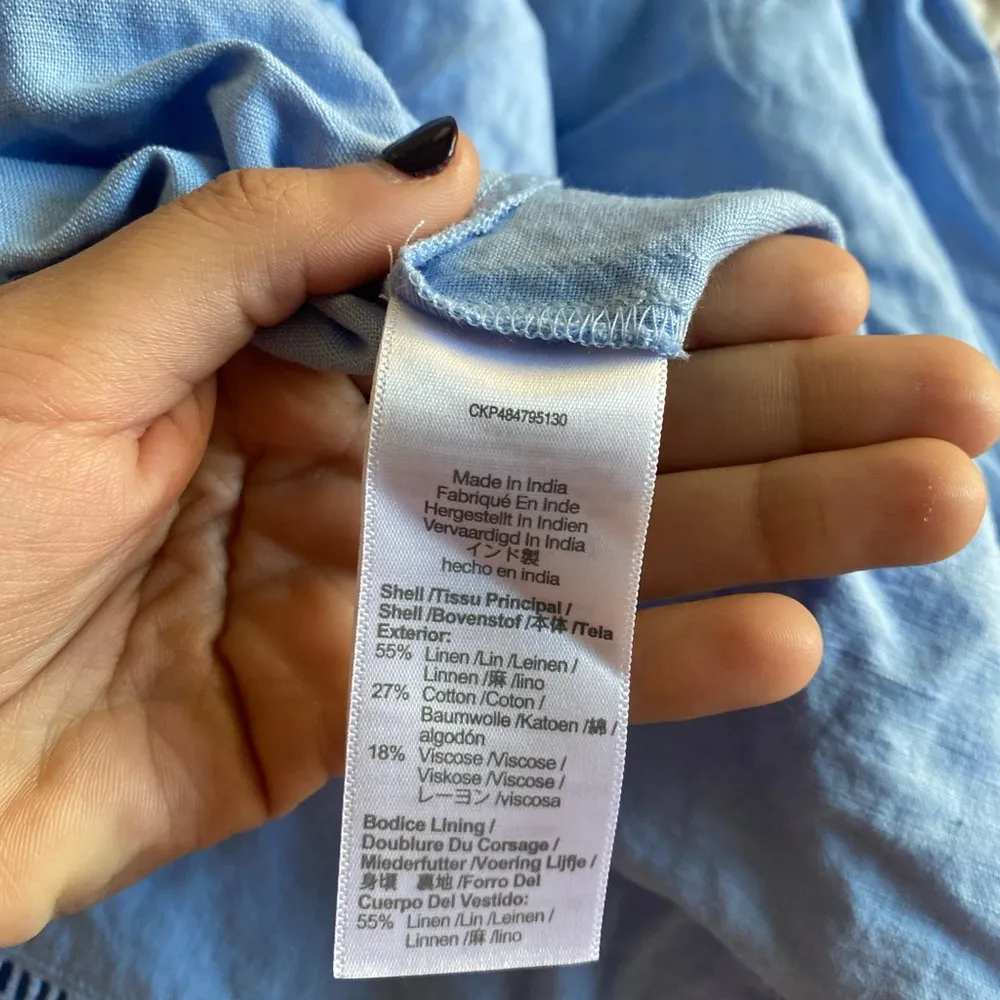 CKP484795130
Made In India
Fabriqué En Inde
Hergestellt In Indien
Vervaardigd In India
インド製
hecho en india
Shell /Tissu Principal /
Shell /Bovenstof /本体 /Tela
Exterior:
55% Linen /Lin /Leinen /
Linnen /麻 /lino
27% Cotton /Coton /
Baumwolle /Katoen /綿 /
algodón
18% Viscose /Viscose /
Viskose /Viscose /
レーヨン /viscosa
Bodice Lining /
Doublure Du Corsage /
Miederfutter /Voering Lijfje /
身頃 裏地 /Forro Del
Cuerpo Del Vestido:
55% Linen /Lin /Leinen /
Linnen /麻 /lino